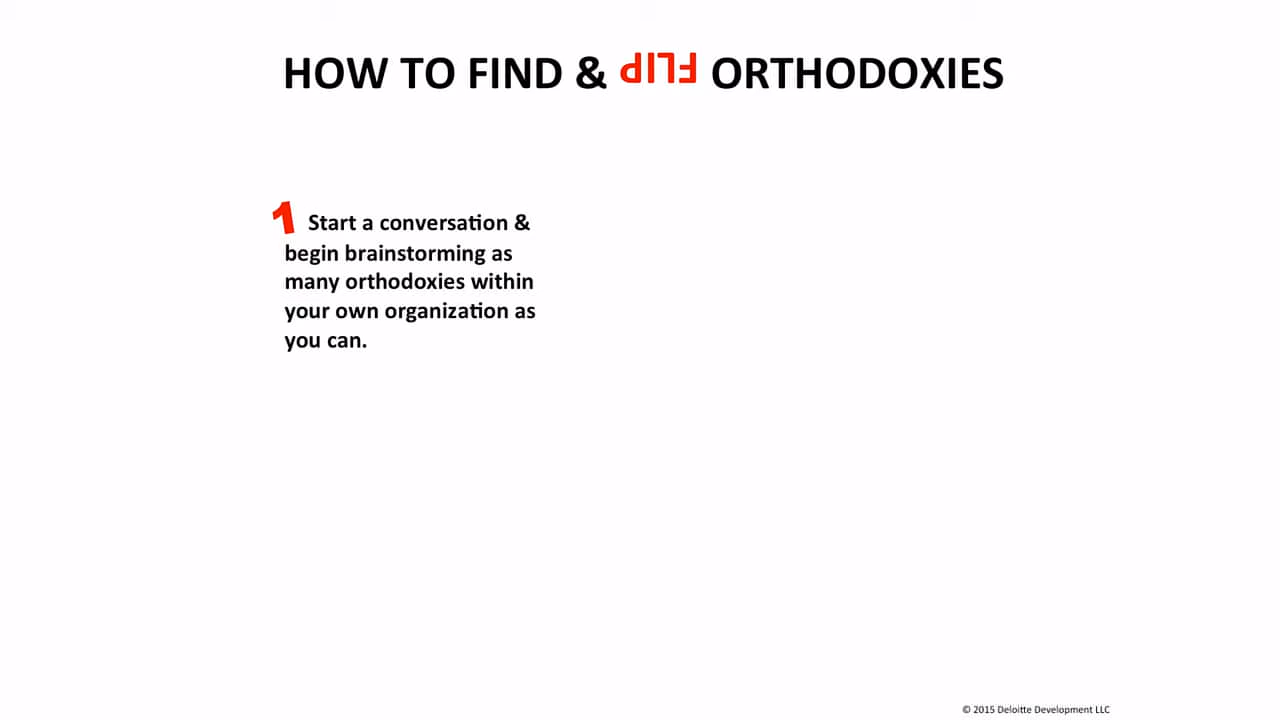 HOW TO FIND & FLIP ORTHODOXIES
1 Start a conversation &
begin brainstorming as
many orthodoxies within
your own organization as
you can.
© 2015 Deloitte Development LLC